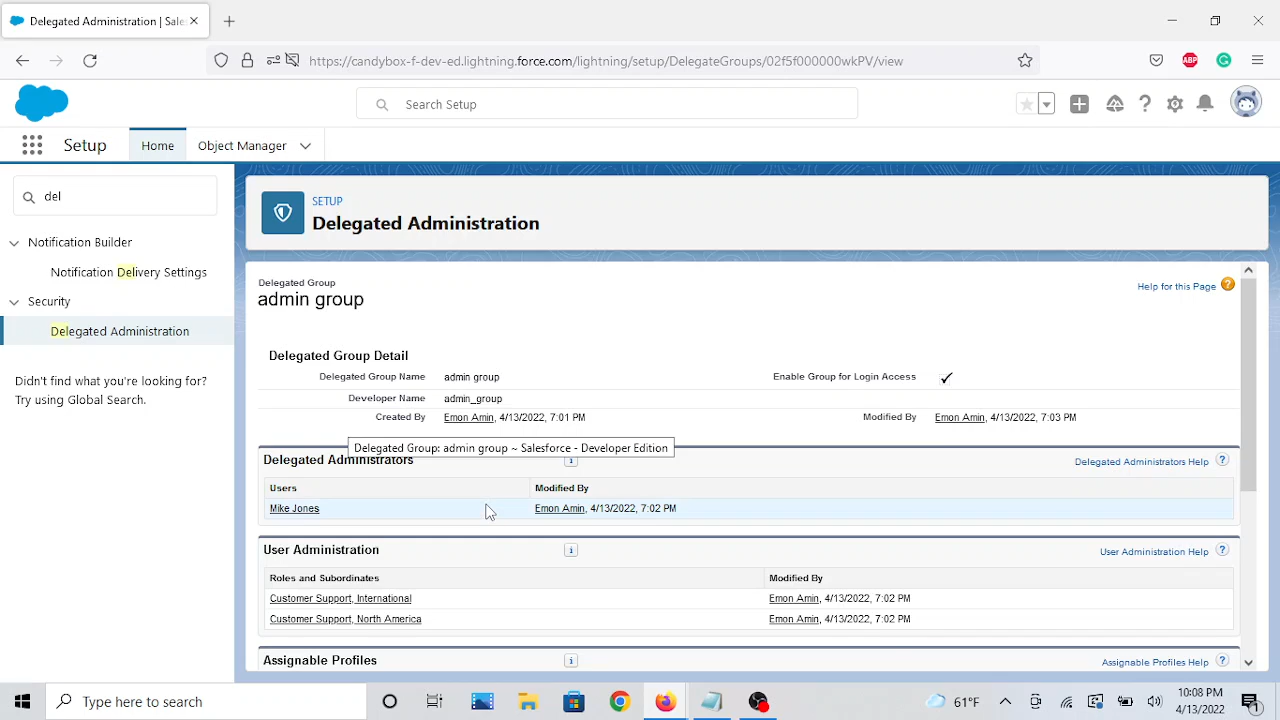 Delegated Administration | Sale
https://candybox-f-dev-ed.lightning.force.com/lightning/setup/DelegateGroups/02f5f000000wkPV/view
ABP
Search Setup
Setup
Home
Object Manager
del
Notification Builder
Notification Delivery Settings
Security
Delegated Administration
Didn't find what you're looking for?
Try using Global Search.
SETUP
Delegated Administration
Delegated Group
admin group
Help for this Page
Delegated Group Detail
Delegated Group Name admin group Enable Group for Login Access
Developer Name admin_group
Created By Emon Amin, 4/13/2022, 7:01 PM Modified By Emon Amin, 4/13/2022, 7:03 PM
Delegated Group: admin group ~ Salesforce - Developer Edition
Delegated Administrators Delegated Administrators Help
Users Modified By
Mike Jones Emon Amin, 4/13/2022, 7:02 PM
User Administration User Administration Help
Roles and Subordinates Modified By
Customer Support, International Emon Amin, 4/13/2022, 7:02 PM
Customer Support, North America Emon Amin, 4/13/2022, 7:02 PM
Assignable Profiles Assignable Profiles Help
Type here to search
61°F
10:08 PM
4/13/2022
1